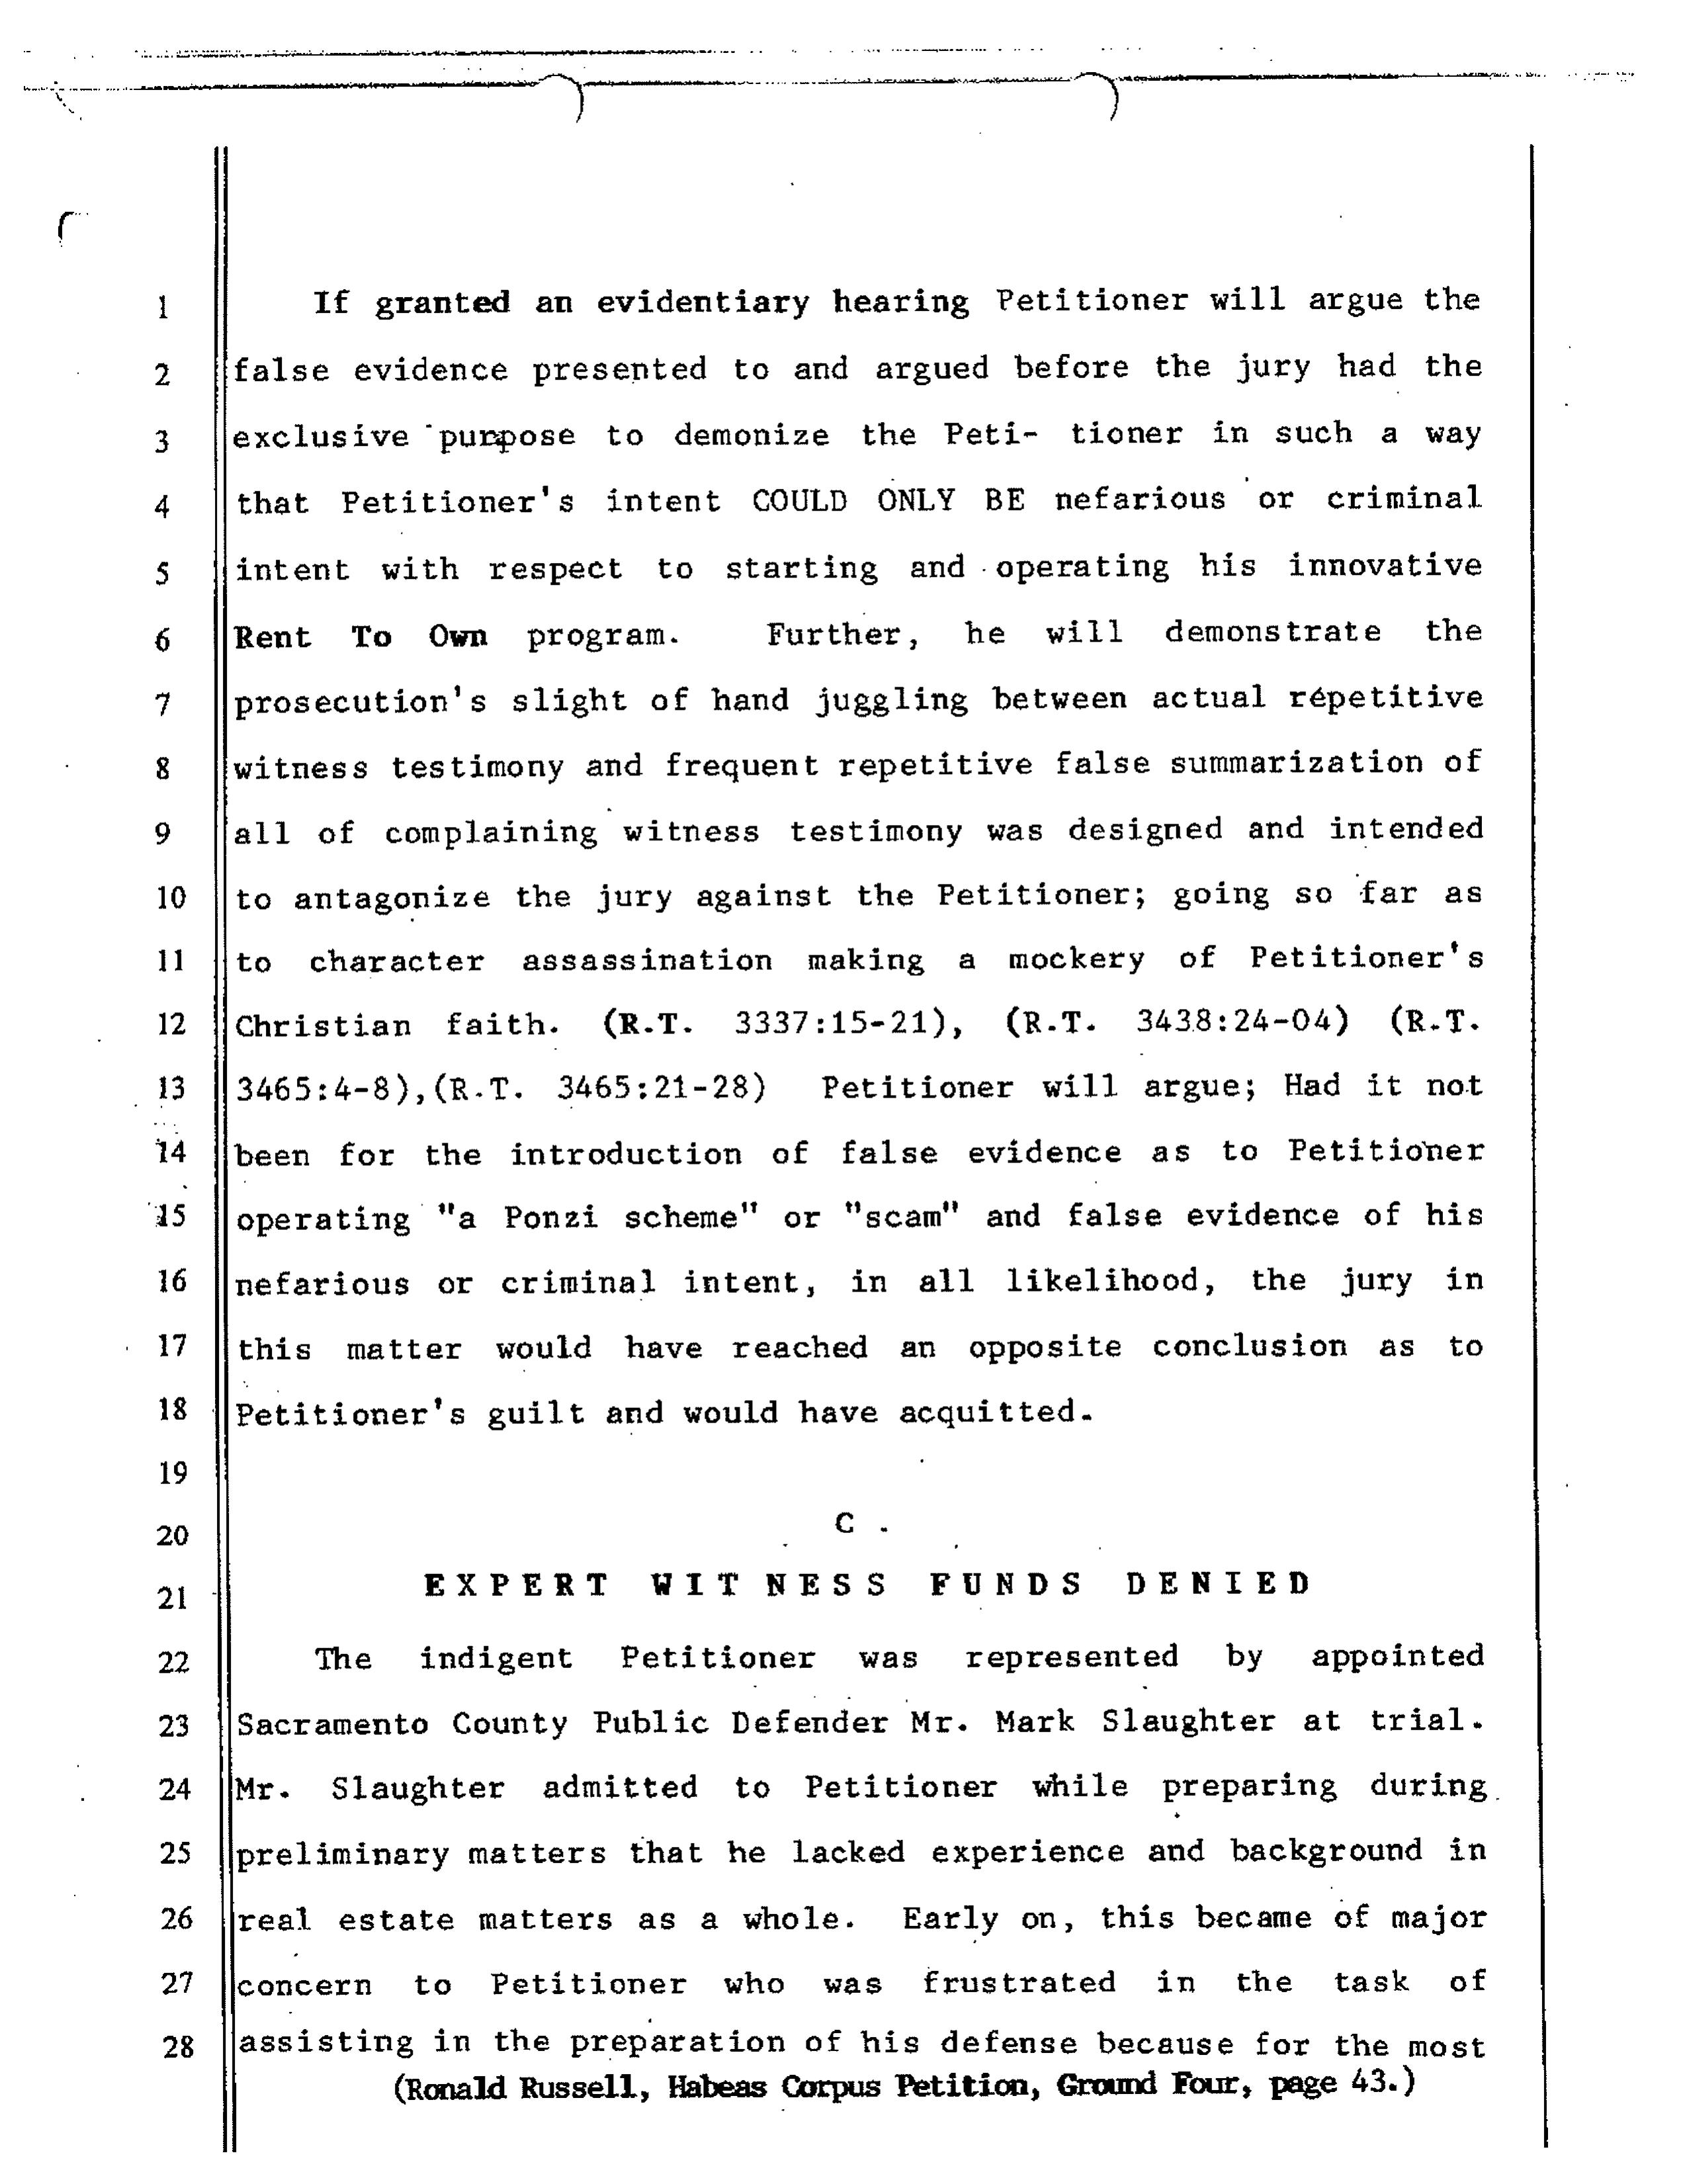 1 If granted an evidentiary hearing Petitioner will argue the
2 false evidence presented to and argued before the jury had the
3 exclusive purpose to demonize the Peti- tioner in such a way
4 that Petitioner's intent COULD ONLY BE nefarious or criminal
5 intent with respect to starting and operating his innovative
6 Rent To Own program. Further, he will demonstrate the
7 prosecution's slight of hand juggling between actual repetitive
8 witness testimony and frequent repetitive false summarization of
9 all of complaining witness testimony was designed and intended
10 to antagonize the jury against the Petitioner; going so far as
11 to character assassination making a mockery of Petitioner's
12 Christian faith. (R.T. 3337:15-21), (R.T. 3438:24-04) (R.T.
13 3465:4-8),(R.T. 3465:21-28) Petitioner will argue; Had it not
14 been for the introduction of false evidence as to Petitioner
15 operating "a Ponzi scheme" or "scam" and false evidence of his
16 nefarious or criminal intent, in all likelihood, the jury in
17 this matter would have reached an opposite conclusion as to
18 Petitioner's guilt and would have acquitted.
19
20 C .
21 EXPERT WITNESS FUNDS DENIED
22 The indigent Petitioner was represented by appointed
23 Sacramento County Public Defender Mr. Mark Slaughter at trial.
24 Mr. Slaughter admitted to Petitioner while preparing during
25 preliminary matters that he lacked experience and background in
26 real estate matters as a whole. Early on, this became of major
27 concern to Petitioner who was frustrated in the task of
28 assisting in the preparation of his defense because for the most
(Ronald Russell, Habeas Corpus Petition, Ground Four, page 43.)